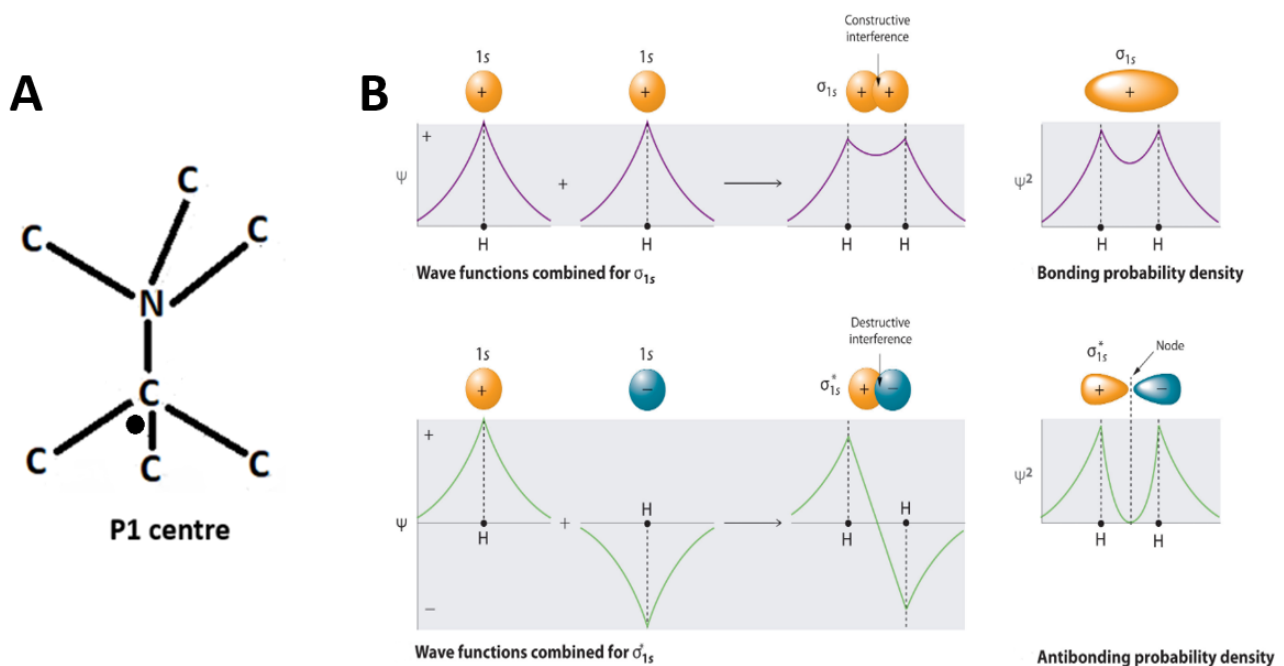 A
C
C
C
N
C
C
C
C
P1 centre
B
1s
+
1s
+
Constructive
interference
σ1s
+ +
σ1s
+
+
Ψ
+
H
H
H H
Ψ2
H H
Wave functions combined for σ1s
Bonding probability density
1s
+
1s
−
Destructive
interference
σ*1s
+ −
σ*1s
Node
+ −
+
Ψ
−
H
+
H
H
H
Ψ2
H H
Wave functions combined for σ*1s
Antibonding probability density